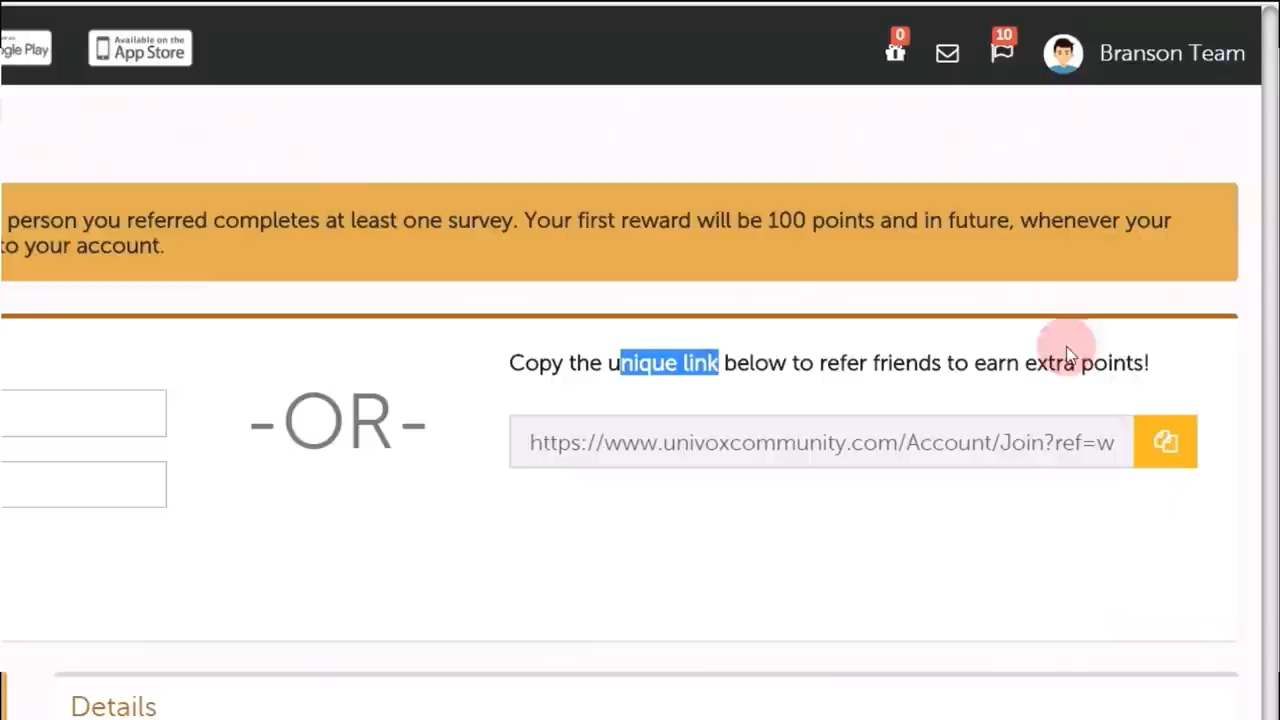 gle Play
Available on the
App Store
0
10
Branson Team
person you referred completes at least one survey. Your first reward will be 100 points and in future, whenever your
to your account.
Copy the unique link below to refer friends to earn extra points!
-OR-
https://www.univoxcommunity.com/Account/Join?ref=w
Details